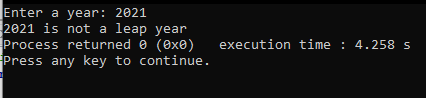 Enter a year: 2021
2021 is not a leap year
Process returned 0 (0x0)   execution time : 4.258 s
Press any key to continue.